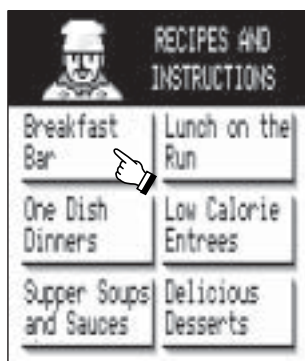 RECIPES AND
INSTRUCTIONS
Breakfast
Bar
Lunch on the
Run
One Dish
Dinners
Low Calorie
Entrees
Supper Soups
and Sauces
Delicious
Desserts